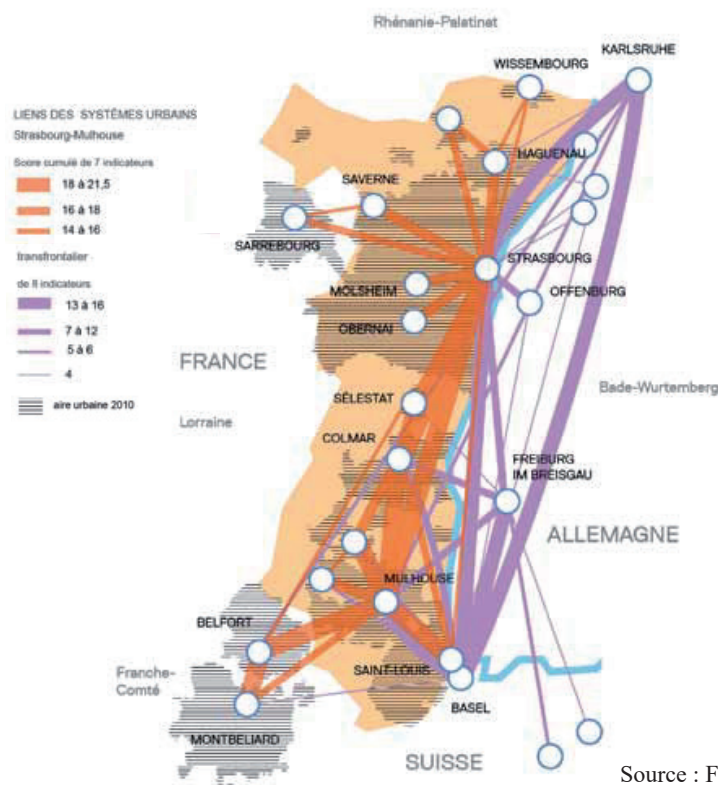 Rhénanie-Palatinat
KARLSRUHE
WISSEMBOURG
LIENS DES SYSTÈMES URBAINS
Strasbourg-Mulhouse
Score cumulé de 7 indicateurs
18 à 21,5
16 à 18
14 à 16
transfrontalier
de 8 indicateurs
13 à 16
7 à 12
5 à 6
4
aire urbaine 2010
HAGUENAU
SAVERNE
SARREBOURG
STRASBOURG
MOLSHEIM
OFFENBURG
OBERNAI
FRANCE
Bade-Wurtemberg
SÉLESTAT
Lorraine
COLMAR
FREIBURG
IM BREISGAU
ALLEMAGNE
MULHOUSE
BELFORT
SAINT-LOUIS
Franche-
Comté
BASEL
MONTBELIARD
SUISSE
Source : F